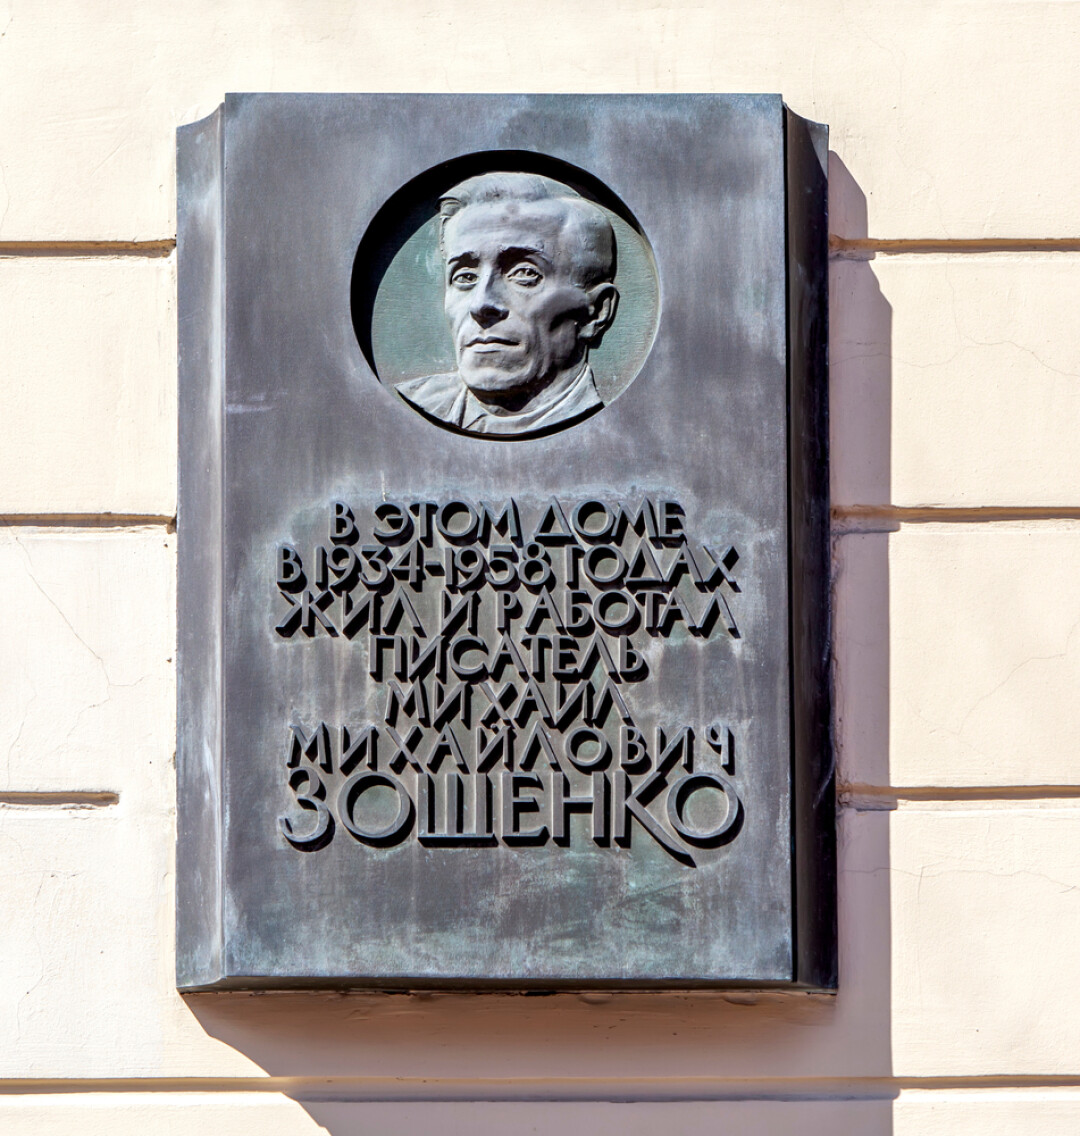 В ЭТОМ ДОМЕ
В 1934-1958 ГОДАХ
ЖИЛ И РАБОТАЛ
ПИСАТЕЛЬ
МИХАИЛ
МИХАЙЛОВИЧ
ЗОЩЕНКО